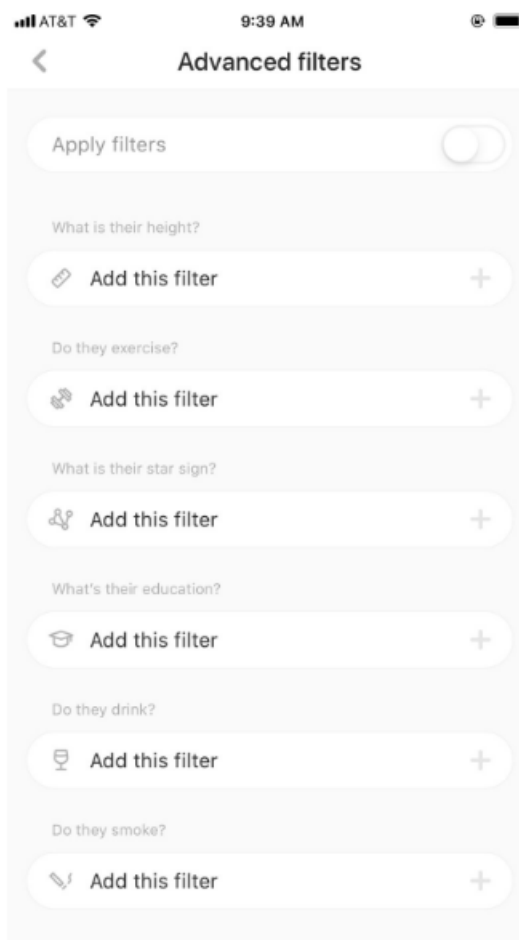 AT&T 9:39 AM
Advanced filters
Apply filters
What is their height?
Add this filter
Do they exercise?
Add this filter
What is their star sign?
Add this filter
What's their education?
Add this filter
Do they drink?
Add this filter
Do they smoke?
Add this filter